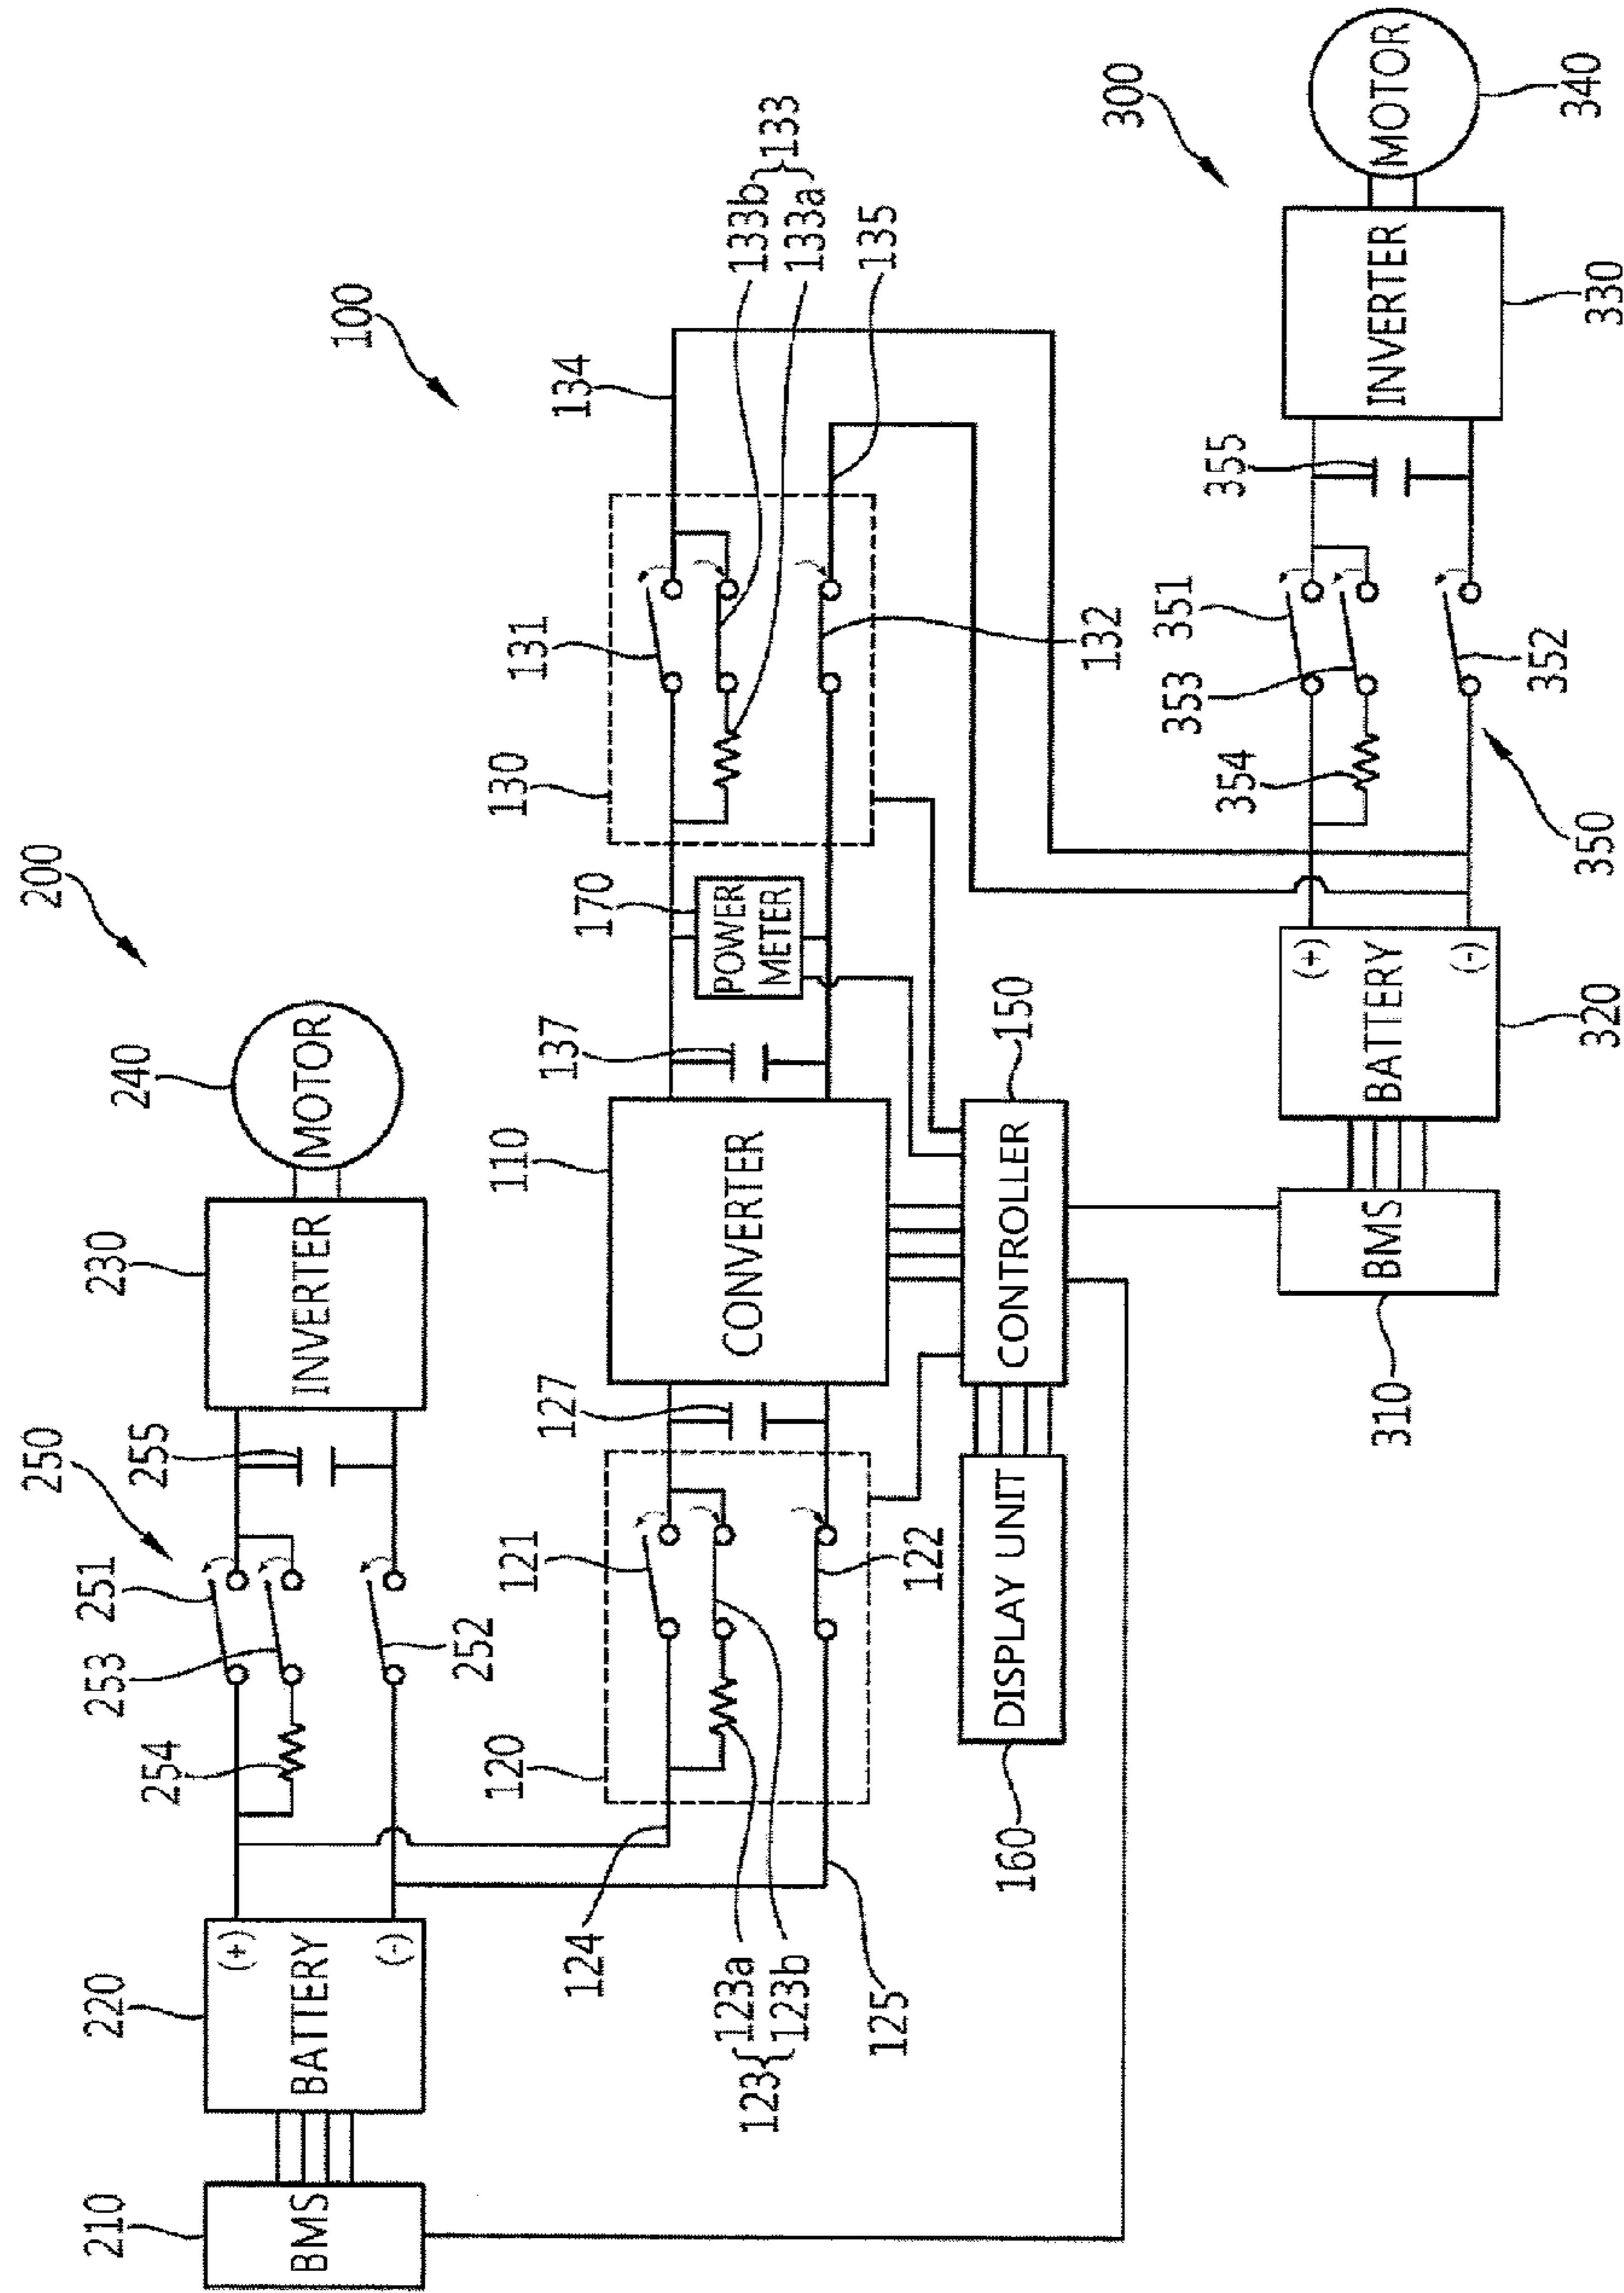 200
210
BMS
220
BATTERY
(+)
(-)
254
253
251
250
255
252
230
INVERTER
240
MOTOR
100
124
123{
123a
123b
125
120
121
122
127
110
CONVERTER
137
170
POWER
METER
130
131
132
134
133b
133a
}133
135
160
DISPLAY UNIT
150
CONTROLLER
300
310
BMS
320
BATTERY
(+)
(-)
350
354
353
351
352
355
330
INVERTER
340
MOTOR